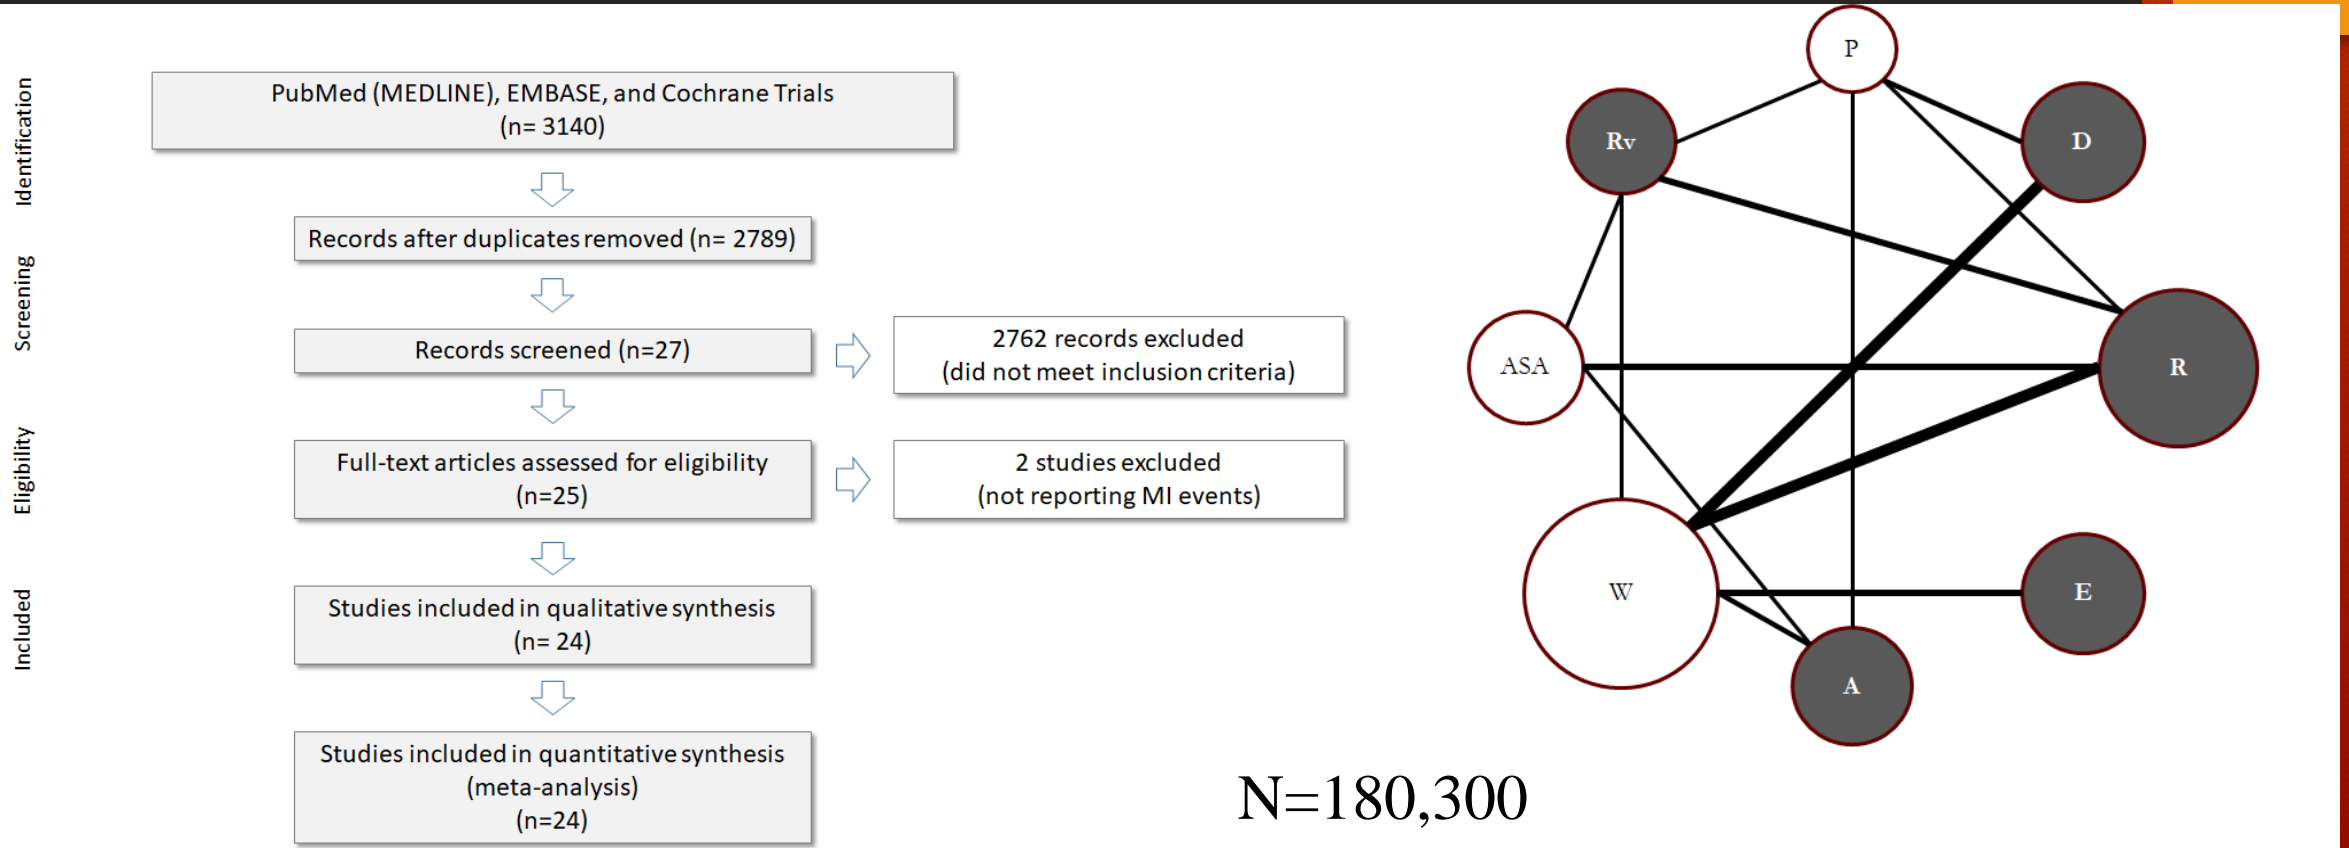 Identification
PubMed (MEDLINE), EMBASE, and Cochrane Trials
(n= 3140)
Records after duplicates removed (n= 2789)
Screening
Records screened (n=27)
2762 records excluded
(did not meet inclusion criteria)
Eligibility
Full-text articles assessed for eligibility
(n=25)
2 studies excluded
(not reporting MI events)
Included
Studies included in qualitative synthesis
(n= 24)
Studies included in quantitative synthesis
(meta-analysis)
(n=24)
P
Rv
D
ASA
R
W
E
A
N=180,300